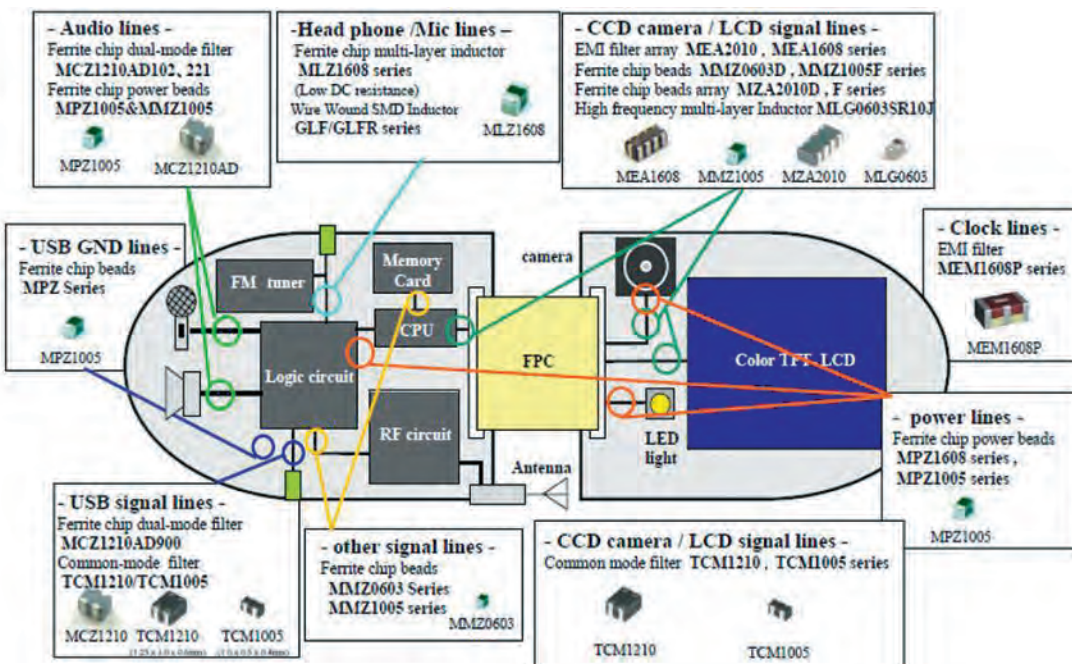 - Audio lines -
Ferrite chip dual-mode filter
MCZ1210AD102、221
Ferrite chip power beads
MPZ1005&MMZ1005
MPZ1005
MCZ1210AD
-Head phone /Mic lines –
Ferrite chip multi-layer inductor
MLZ1608 series
(Low DC resistance)
Wire Wound SMD Inductor
GLF/GLFR series
MLZ1608
- CCD camera / LCD signal lines -
EMI filter array MEA2010 , MEA1608 series
Ferrite chip beads MMZ0603D , MMZ1005F series
Ferrite chip beads array MZA2010D , F series
High frequency multi-layer Inductor MLG0603SR10J
MEA1608 MMZ1005 MZA2010 MLG0603
- USB GND lines -
Ferrite chip beads
MPZ Series
MPZ1005
FM tuner
Memory
Card
CPU
Logic circuit
RF circuit
FPC
camera
Color TFT LCD
LED
light
Antenna
- Clock lines -
EMI filter
MEM1608P series
MEM1608P
- power lines -
Ferrite chip power beads
MPZ1608 series ,
MPZ1005 series
MPZ1005
- USB signal lines -
Ferrite chip dual-mode filter
MCZ1210AD900
Common-mode filter
TCM1210/TCM1005
MCZ1210 TCM1210 TCM1005
- other signal lines -
Ferrite chip beads
MMZ0603 Series
MMZ1005 series
MMZ0603
- CCD camera / LCD signal lines -
Common mode filter TCM1210 , TCM1005 series
TCM1210
TCM1005